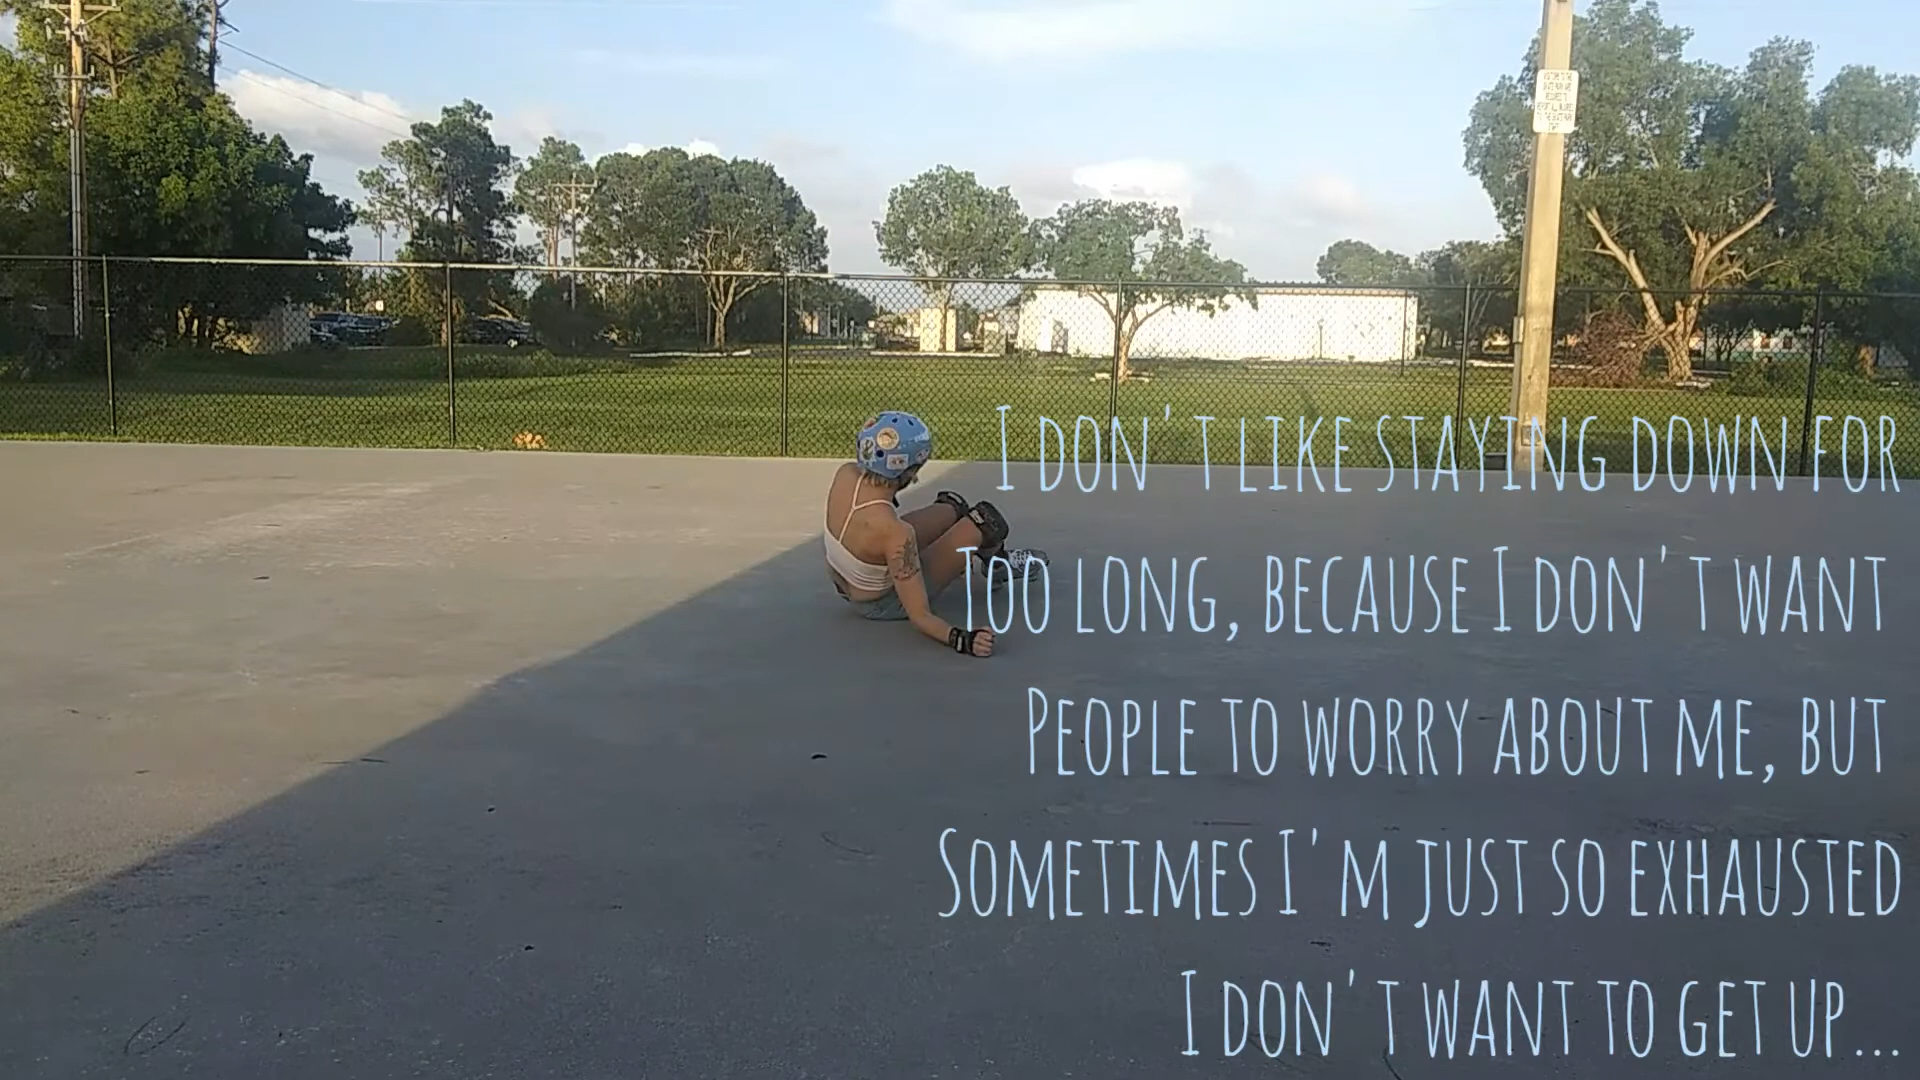 I don't like staying down for
Too long, because I don't want
People to worry about me, but
Sometimes I'm just so exhausted
I don't want to get up...